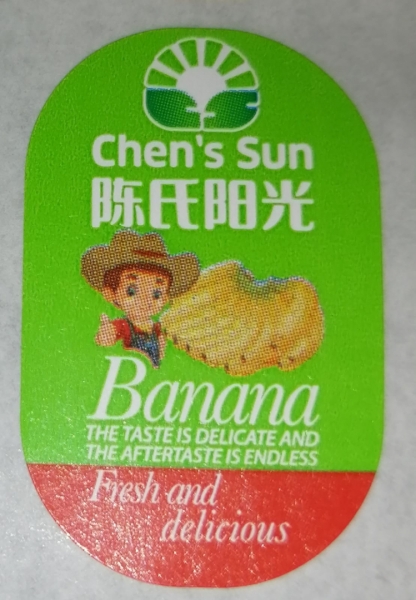 Chen's Sun
陈氏阳光
Banana
THE TASTE IS DELICATE AND
THE AFTERTASTE IS ENDLESS
Fresh and
delicious